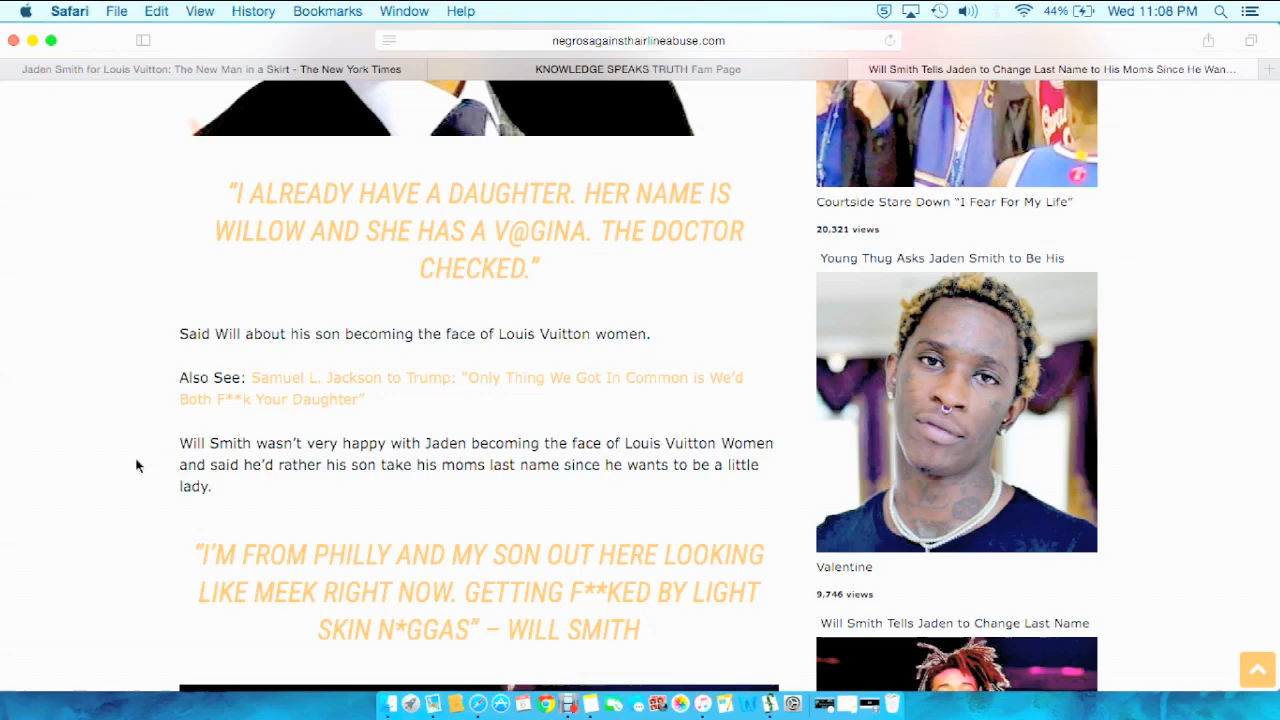 Safari File Edit View History Bookmarks Window Help 44% Wed 11:08 PM
negrosagainsthairlineabuse.com
Jaden Smith for Louis Vuitton: The New Man in a Skirt - The New York Times
KNOWLEDGE SPEAKS TRUTH Fam Page
Will Smith Tells Jaden to Change Last Name to His Moms Since He Wan...
“I ALREADY HAVE A DAUGHTER. HER NAME IS
WILLOW AND SHE HAS A V@GINA. THE DOCTOR
CHECKED.”
Said Will about his son becoming the face of Louis Vuitton women.
Also See: Samuel L. Jackson to Trump: “Only Thing We Got In Common is We’d
Both F**k Your Daughter”
Will Smith wasn’t very happy with Jaden becoming the face of Louis Vuitton Women
and said he’d rather his son take his moms last name since he wants to be a little
lady.
“I’M FROM PHILLY AND MY SON OUT HERE LOOKING
LIKE MEEK RIGHT NOW. GETTING F**KED BY LIGHT
SKIN N*GGAS” – WILL SMITH
Courtside Stare Down “I Fear For My Life”
20,321 views
Young Thug Asks Jaden Smith to Be His
Valentine
9,746 views
Will Smith Tells Jaden to Change Last Name